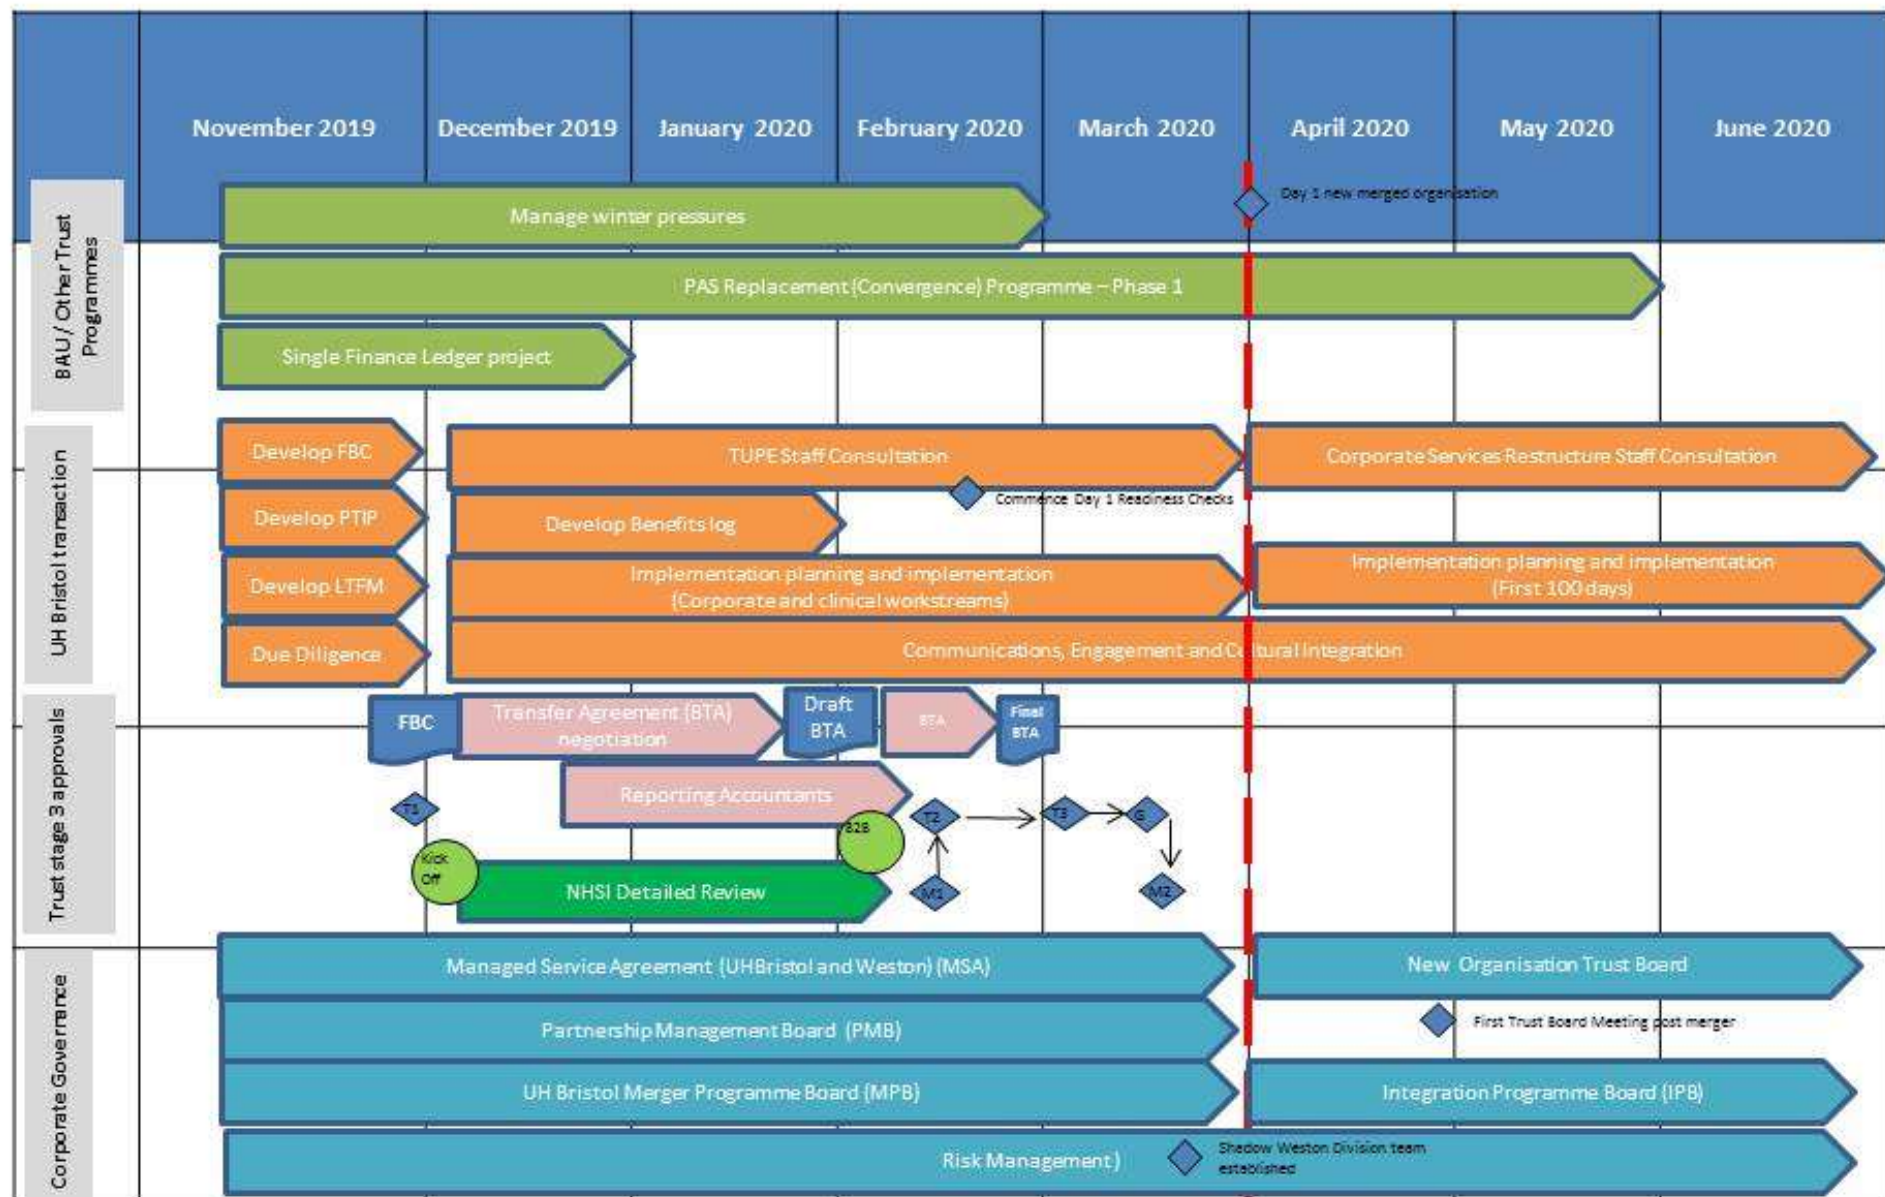 November 2019
December 2019
January 2020
February 2020
March 2020
April 2020
May 2020
June 2020
BAU / Other Trust
Programmes
Manage winter pressures
Day 1 new merged organisation
PAS Replacement (Convergence) Programme – Phase 1
Single Finance Ledger project
UH Bristol transaction
Develop FBC
TUPE Staff Consultation
Corporate Services Restructure Staff Consultation
Commence Day 1 Readiness Checks
Develop PTIP
Develop Benefits log
Develop LTFM
Implementation planning and implementation
(Corporate and clinical workstreams)
Implementation planning and implementation
(First 100 days)
Due Diligence
Communications, Engagement and Cultural Integration
Trust stage 3 approvals
FBC
Transfer Agreement (BTA)
negotiation
Draft
BTA
BTA
Final
BTA
Reporting Accountants
T1
T2
T3
G
B2B
Kick
Off
NHSI Detailed Review
M1
M2
Corporate Governance
Managed Service Agreement (UHBristol and Weston) (MSA)
New Organisation Trust Board
Partnership Management Board (PMB)
First Trust Board Meeting post merger
UH Bristol Merger Programme Board (MPB)
Integration Programme Board (IPB)
Risk Management)
Shadow Weston Division team
established